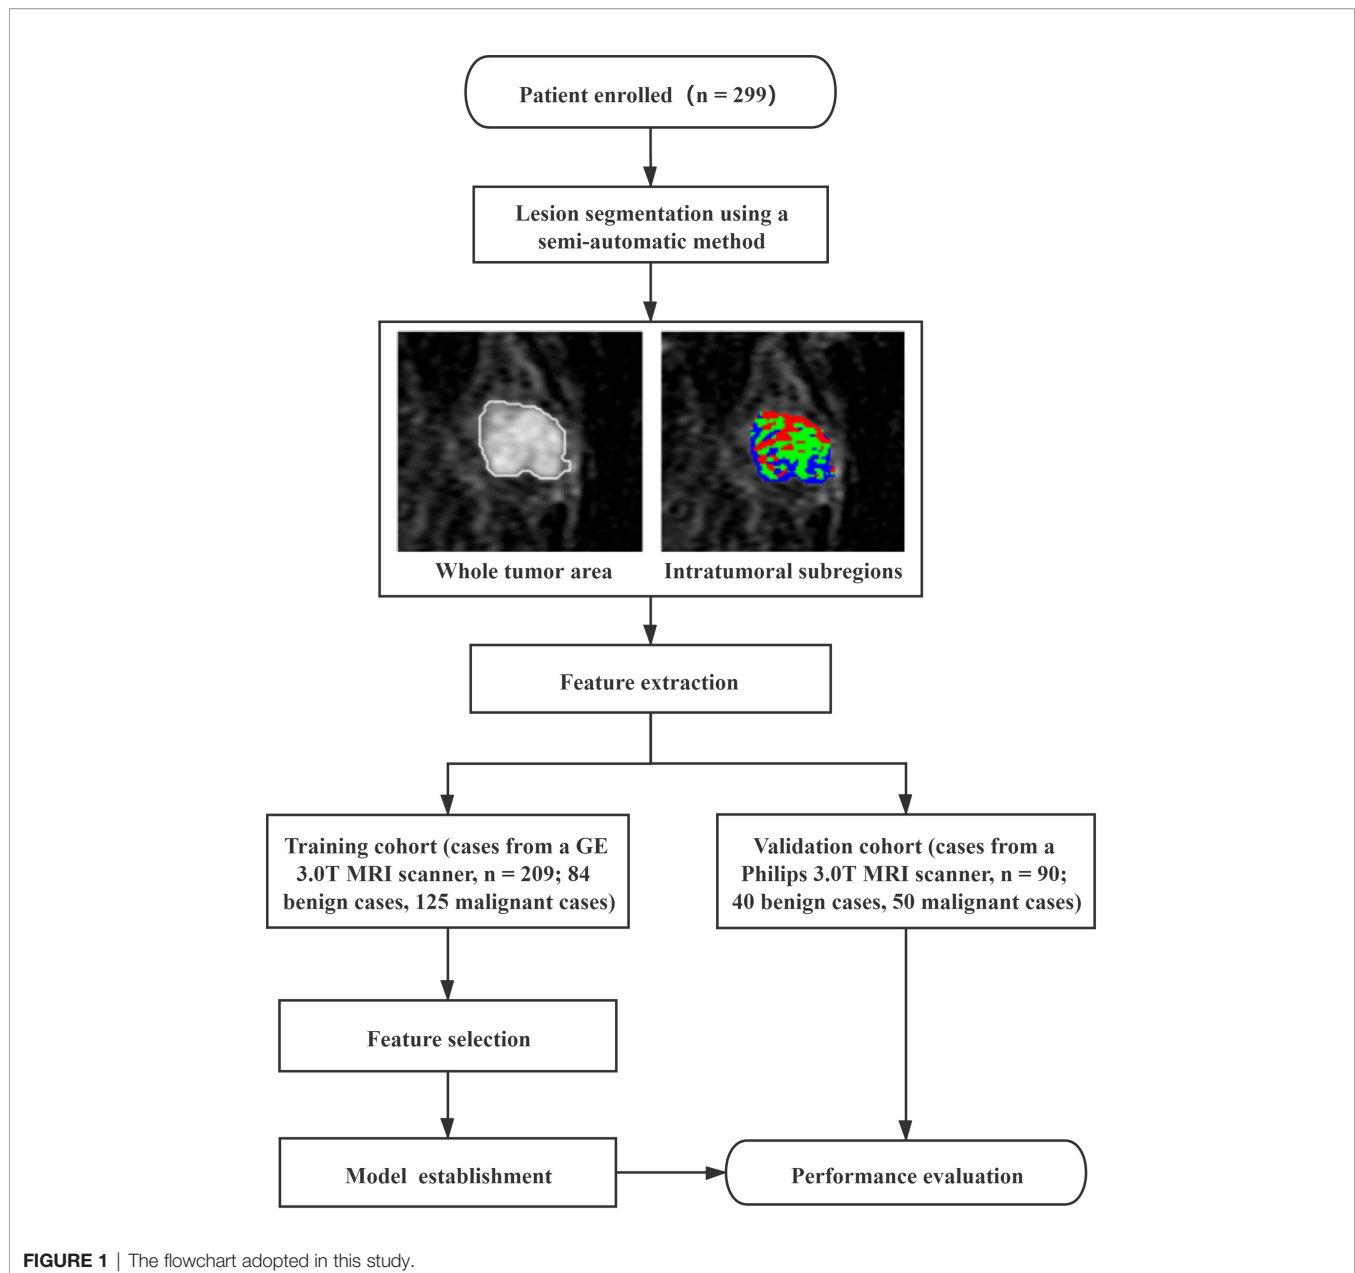 Patient enrolled (n = 299)
Lesion segmentation using a
semi-automatic method
Whole tumor area
Intratumoral subregions
Feature extraction
Training cohort (cases from a GE
3.0T MRI scanner, n = 209; 84
benign cases, 125 malignant cases)
Validation cohort (cases from a
Philips 3.0T MRI scanner, n = 90;
40 benign cases, 50 malignant cases)
Feature selection
Model establishment
Performance evaluation
FIGURE 1 | The flowchart adopted in this study.